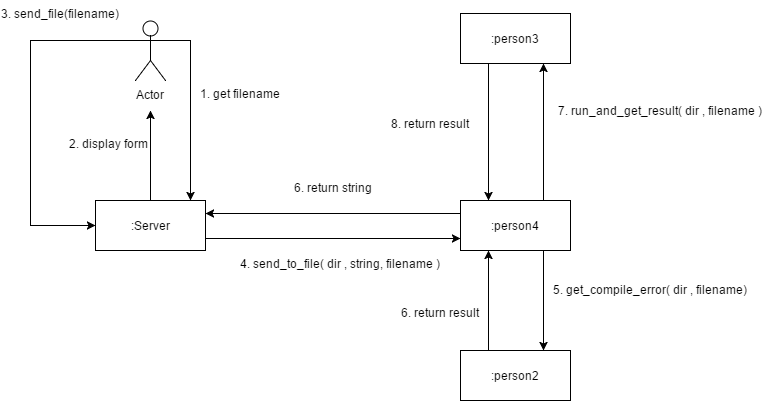 3. send_file(filename)
:person3
Actor
1. get filename
7. run_and_get_result( dir , filename )
8. return result
2. display form
6. return string
:Server
:person4
4. send_to_file( dir , string, filename )
5. get_compile_error( dir , filename)
6. return result
:person2